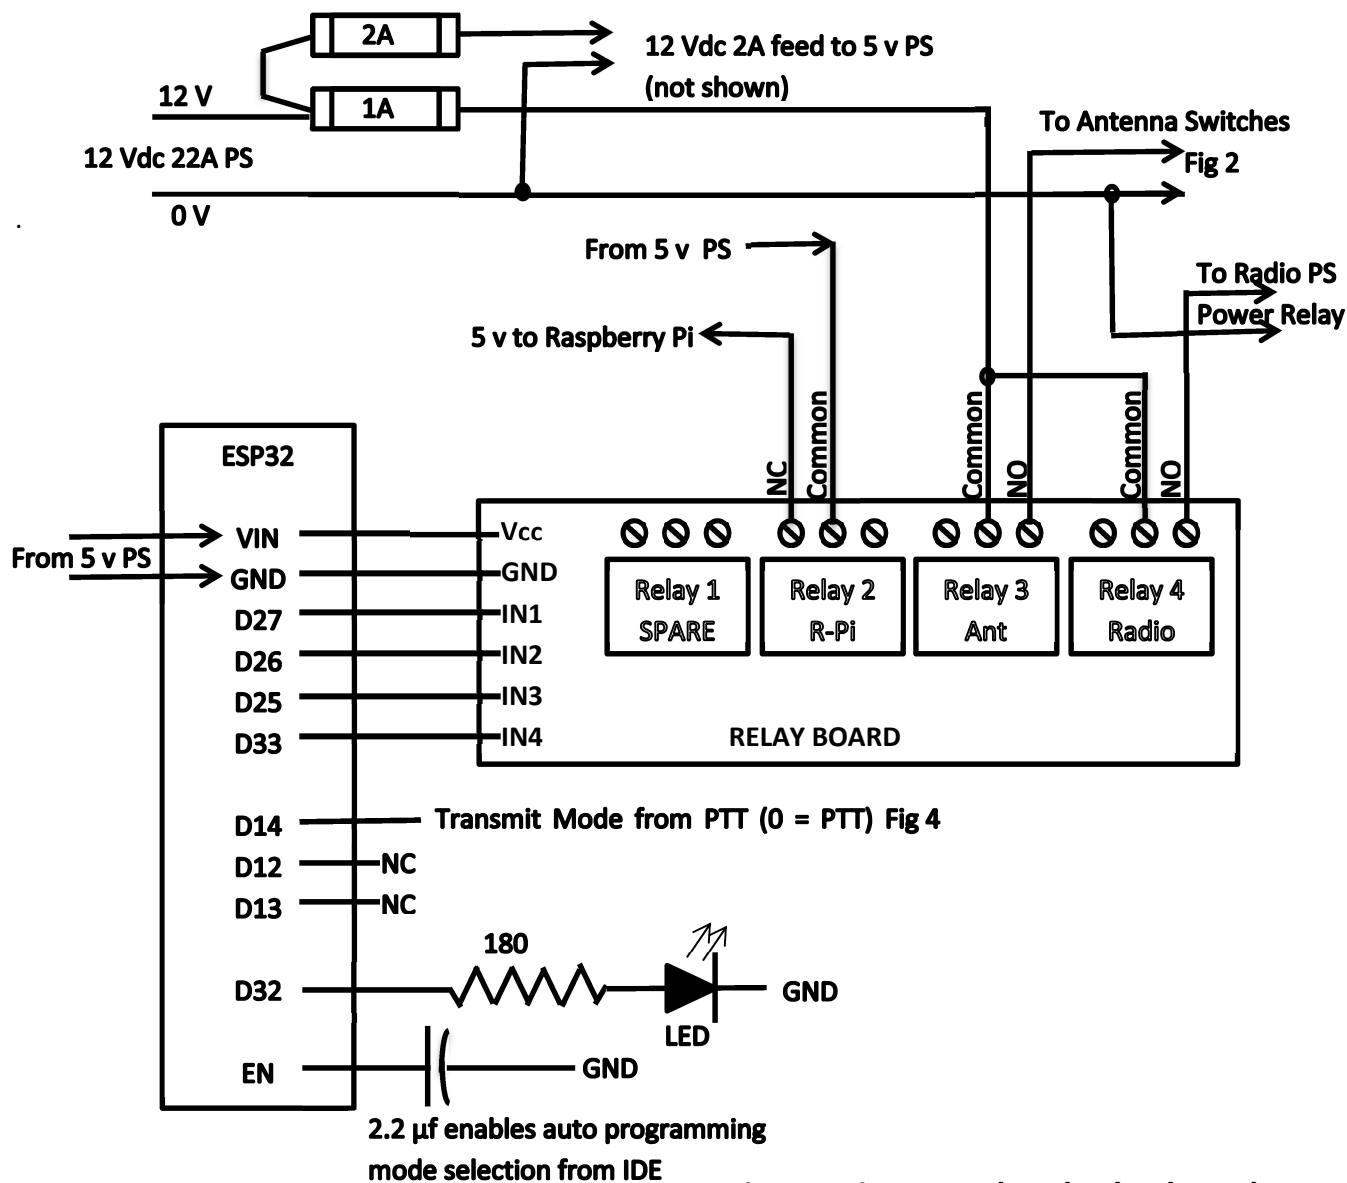 2A
12 Vdc 2A feed to 5 v PS
(not shown)
12 V
1A
To Antenna Switches
Fig 2
12 Vdc 22A PS
0 V
From 5 v PS
To Radio PS
Power Relay
5 v to Raspberry Pi
NC
Common
Common
NO
Common
NO
ESP32
From 5 v PS
VIN
GND
D27
D26
D25
D33
D14
D12
D13
D32
EN
Vcc
GND
IN1
IN2
IN3
IN4
Relay 1
SPARE
Relay 2
R-Pi
Relay 3
Ant
Relay 4
Radio
RELAY BOARD
Transmit Mode from PTT (0 = PTT) Fig 4
NC
NC
180
LED
GND
GND
2.2 µf enables auto programming
mode selection from IDE